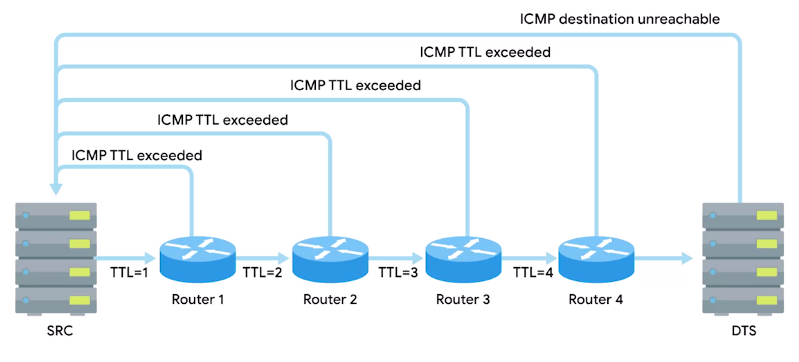 ICMP destination unreachable
ICMP TTL exceeded
ICMP TTL exceeded
ICMP TTL exceeded
ICMP TTL exceeded
TTL=1
TTL=2
TTL=3
TTL=4
Router 1
Router 2
Router 3
Router 4
SRC
DTS